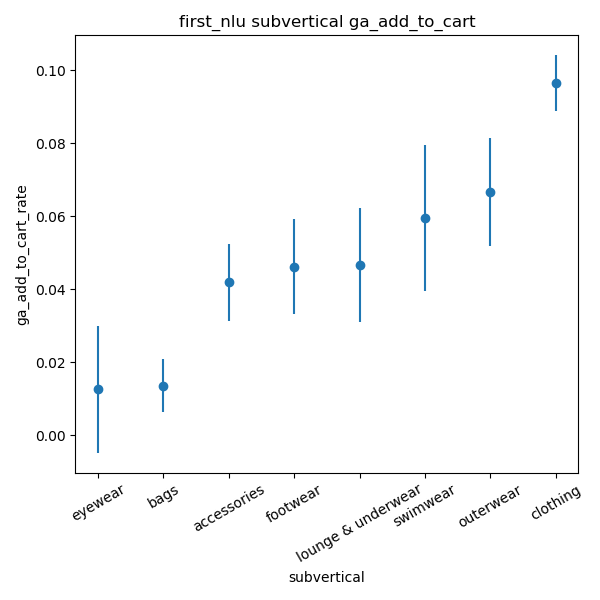 first_nlu subvertical ga_add_to_cart
ga_add_to_cart_rate
0.10
0.08
0.06
0.04
0.02
0.00
eyewear
bags
accessories
footwear
lounge & underwear
swimwear
outerwear
clothing
subvertical